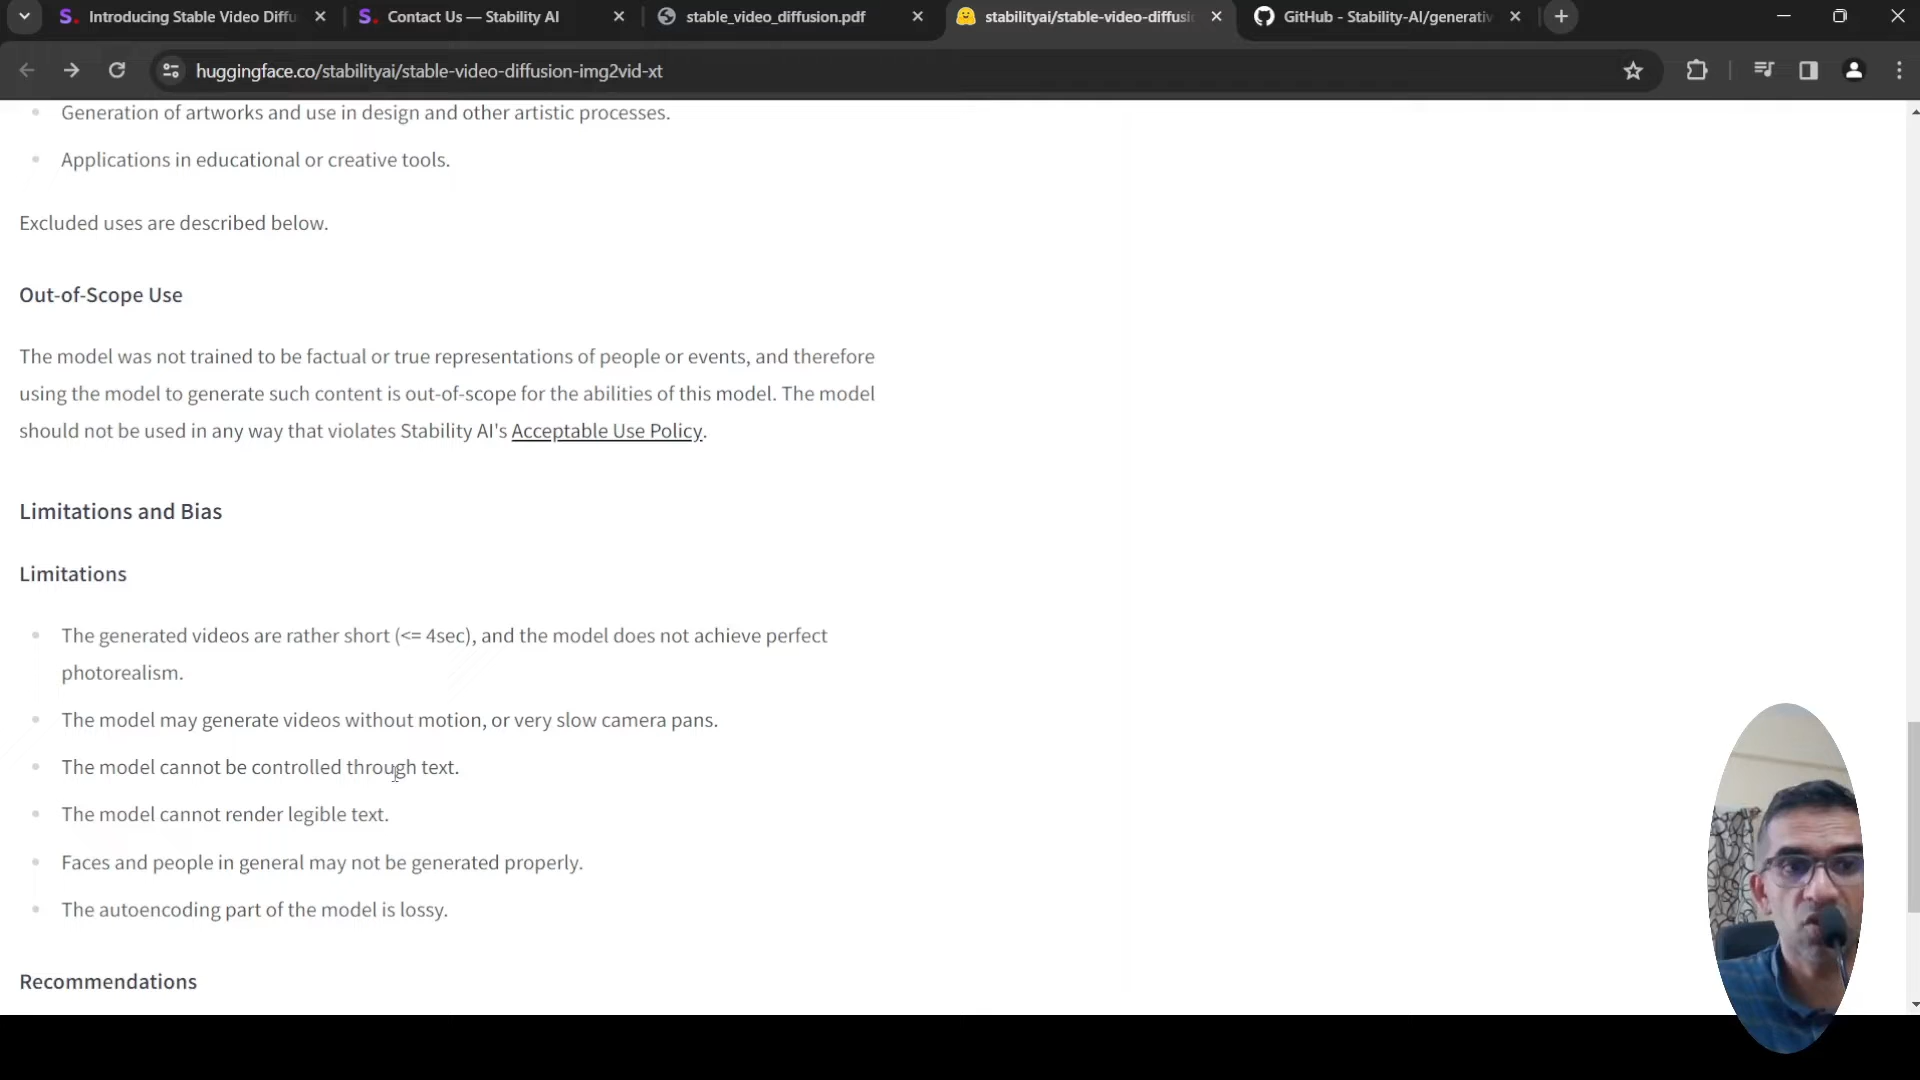 Introducing Stable Video Diffu
Contact Us — Stability AI
stable_video_diffusion.pdf
stabilityai/stable-video-diffusi
GitHub - Stability-AI/generativ
huggingface.co/stabilityai/stable-video-diffusion-img2vid-xt
Generation of artworks and use in design and other artistic processes.
Applications in educational or creative tools.
Excluded uses are described below.
Out-of-Scope Use
The model was not trained to be factual or true representations of people or events, and therefore
using the model to generate such content is out-of-scope for the abilities of this model. The model
should not be used in any way that violates Stability AI's Acceptable Use Policy.
Limitations and Bias
Limitations
The generated videos are rather short (<= 4sec), and the model does not achieve perfect
photorealism.
The model may generate videos without motion, or very slow camera pans.
The model cannot be controlled through text.
The model cannot render legible text.
Faces and people in general may not be generated properly.
The autoencoding part of the model is lossy.
Recommendations